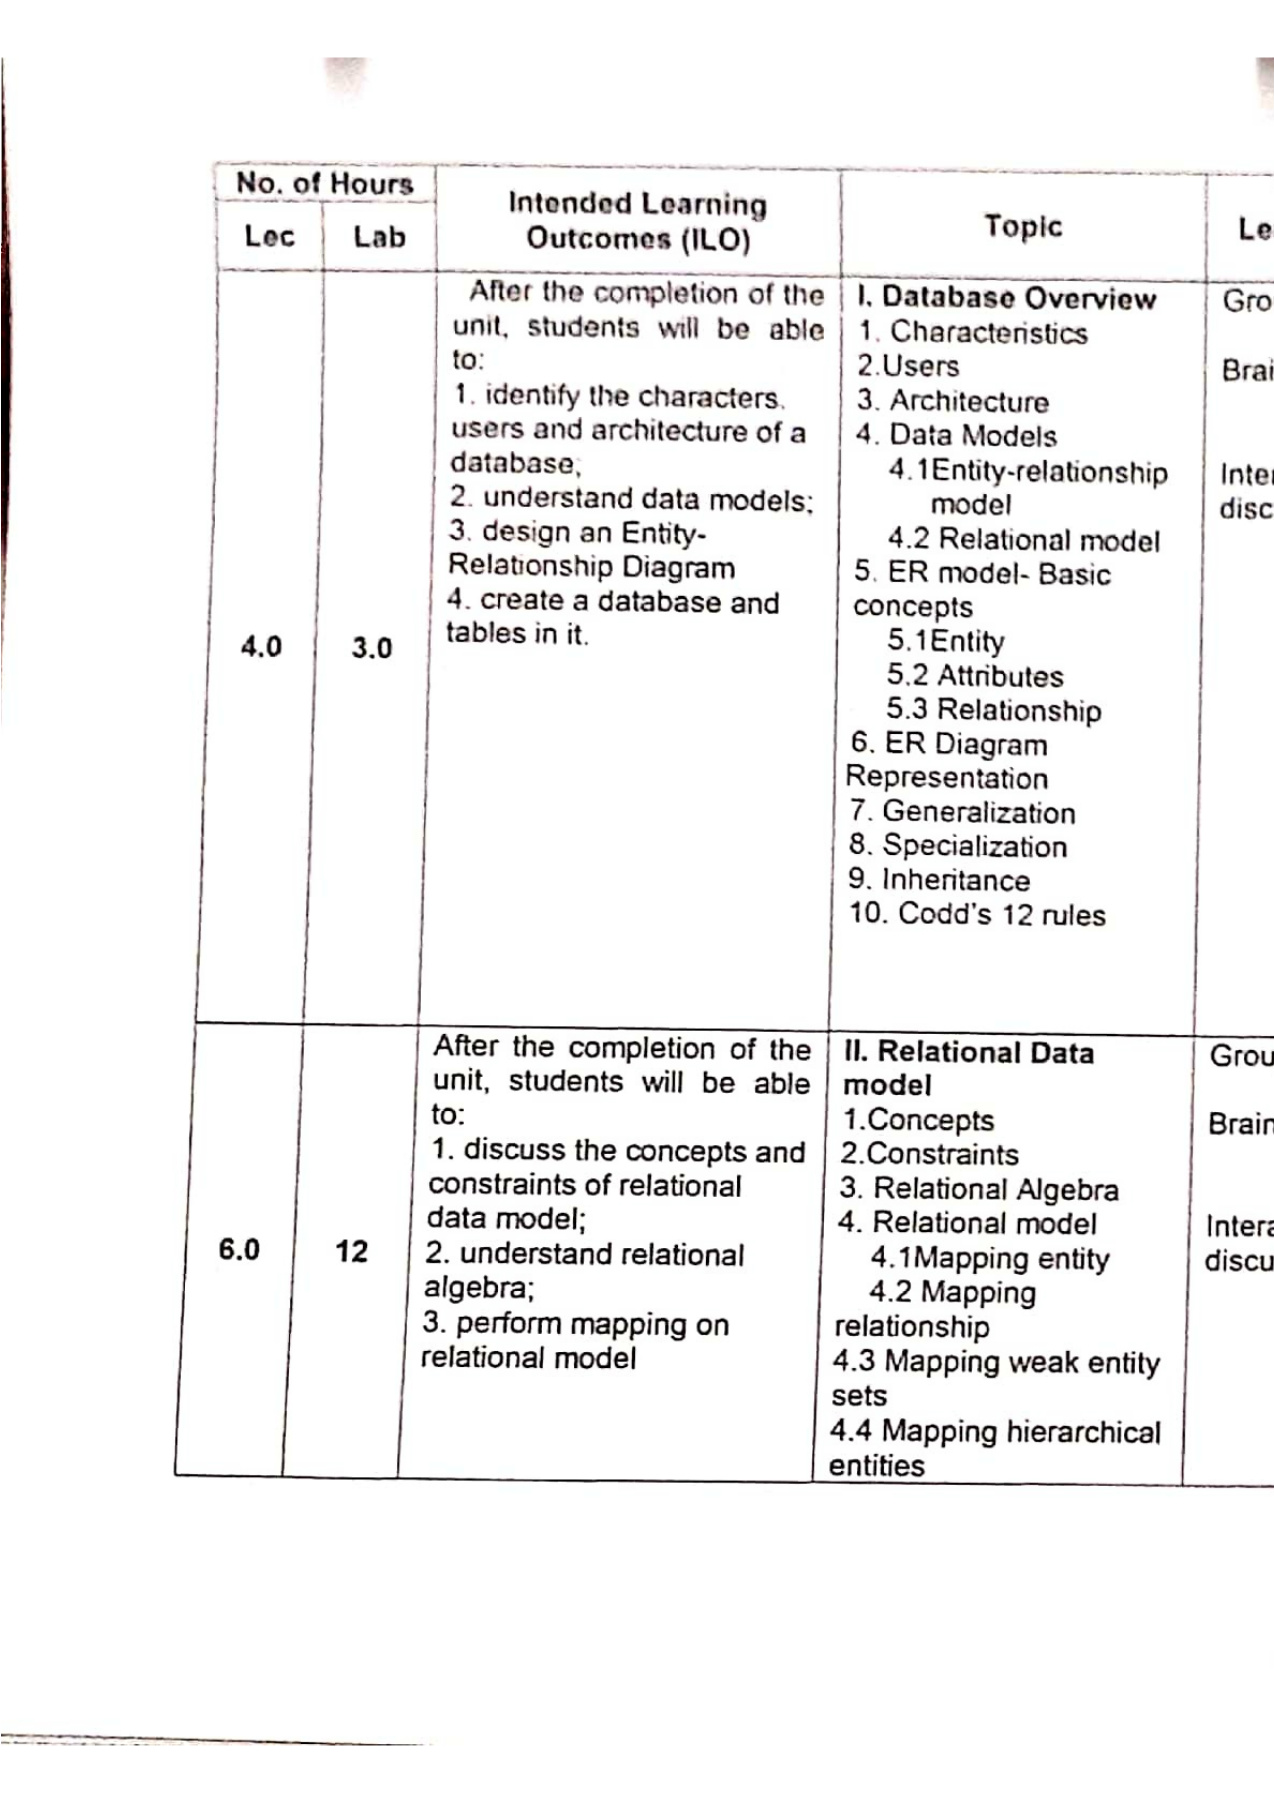 No. of Hours
Lec
Lab
Intended Learning
Outcomes (ILO)
Topic
Le
4.0
3.0
After the completion of the
unit, students will be able
to:
1. identify the characters,
users and architecture of a
database;
2. understand data models;
3. design an Entity-
Relationship Diagram
4. create a database and
tables in it.
I. Database Overview
1. Characteristics
2.Users
3. Architecture
4. Data Models
4.1Entity-relationship
model
4.2 Relational model
5. ER model- Basic
concepts
5.1Entity
5.2 Attributes
5.3 Relationship
6. ER Diagram
Representation
7. Generalization
8. Specialization
9. Inheritance
10. Codd's 12 rules
Gro
Brai
Inter
disc
6.0
12
After the completion of the
unit, students will be able
to:
1. discuss the concepts and
constraints of relational
data model;
2. understand relational
algebra;
3. perform mapping on
relational model
II. Relational Data
model
1.Concepts
2.Constraints
3. Relational Algebra
4. Relational model
4.1Mapping entity
4.2 Mapping
relationship
4.3 Mapping weak entity
sets
4.4 Mapping hierarchical
entities
Grou
Brain
Intera
discu